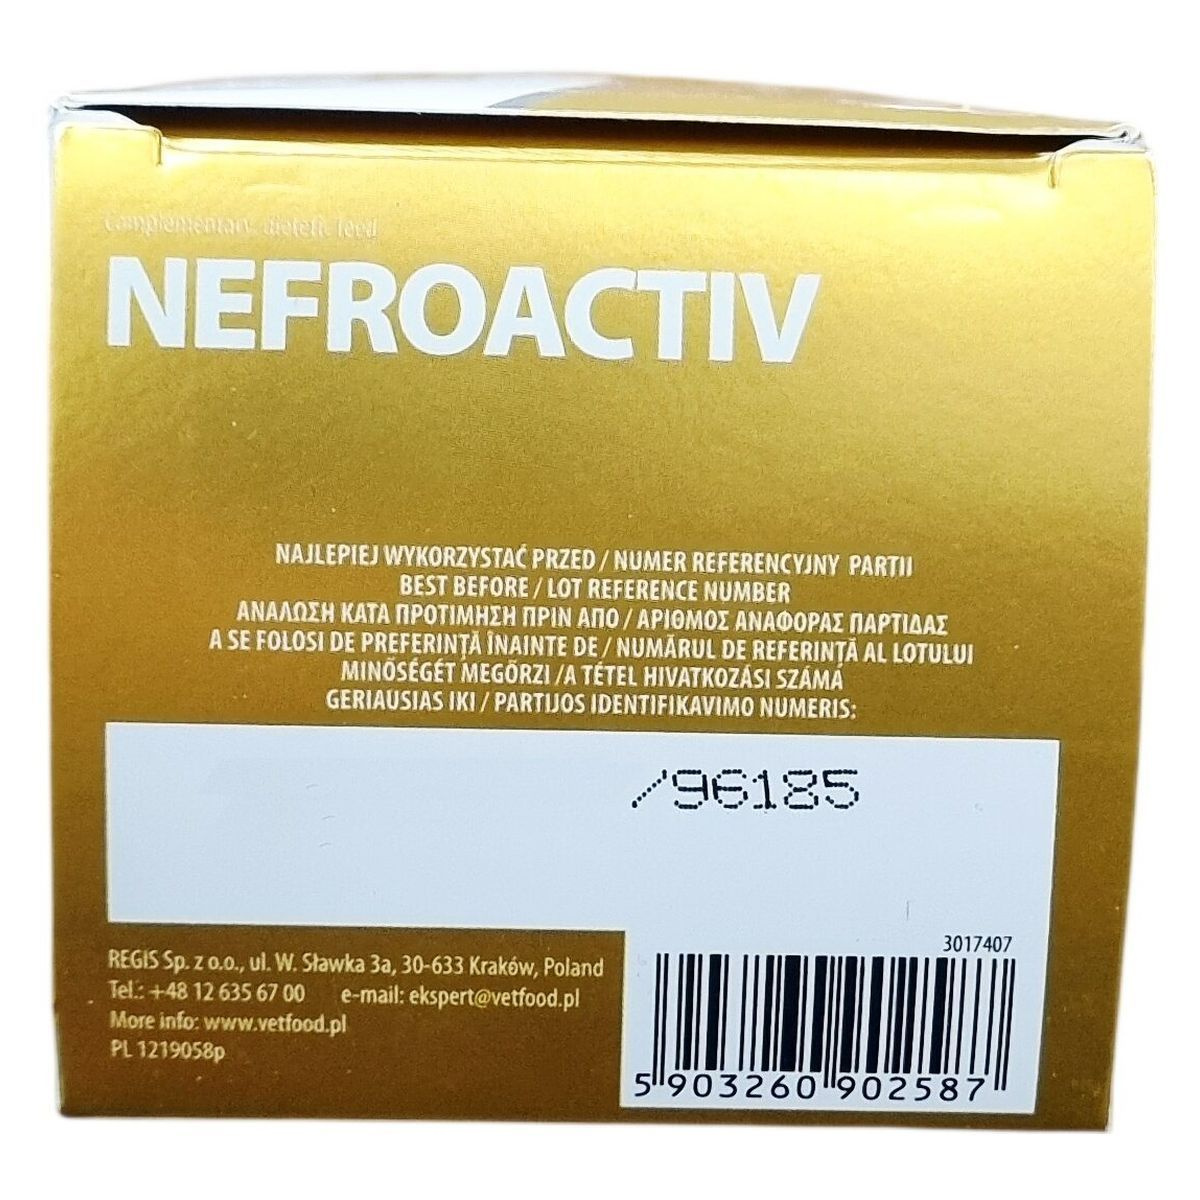 complementary dietetic feed
NEFROACTIV
NAJLEPIEJ WYKORZYSTAĆ PRZED / NUMER REFERENCYJNY PARTII
BEST BEFORE / LOT REFERENCE NUMBER
ΑΝΑΛΩΣΗ ΚΑΤΑ ΠΡΟΤΙΜΗΣΗ ΠΡΙΝ ΑΠΟ / ΑΡΙΘΜΟΣ ΑΝΑΦΟΡΑΣ ΠΑΡΤΙΔΑΣ
A SE FOLOSI DE PREFERINȚĂ ÎNAINTE DE / NUMĂRUL DE REFERINȚĂ AL LOTULUI
MINŐSÉGÉT MEGŐRZI /A TÉTEL HIVATKOZÁSI SZÁMA
GERIAUSIAS IKI / PARTIJOS IDENTIFIKAVIMO NUMERIS:
/96185
3017407
REGIS Sp. z o.o., ul. W. Sławka 3a, 30-633 Kraków, Poland
Tel.: +48 12 635 67 00 e-mail: ekspert@vetfood.pl
More info: www.vetfood.pl
PL 1219058p
5 903260 902587